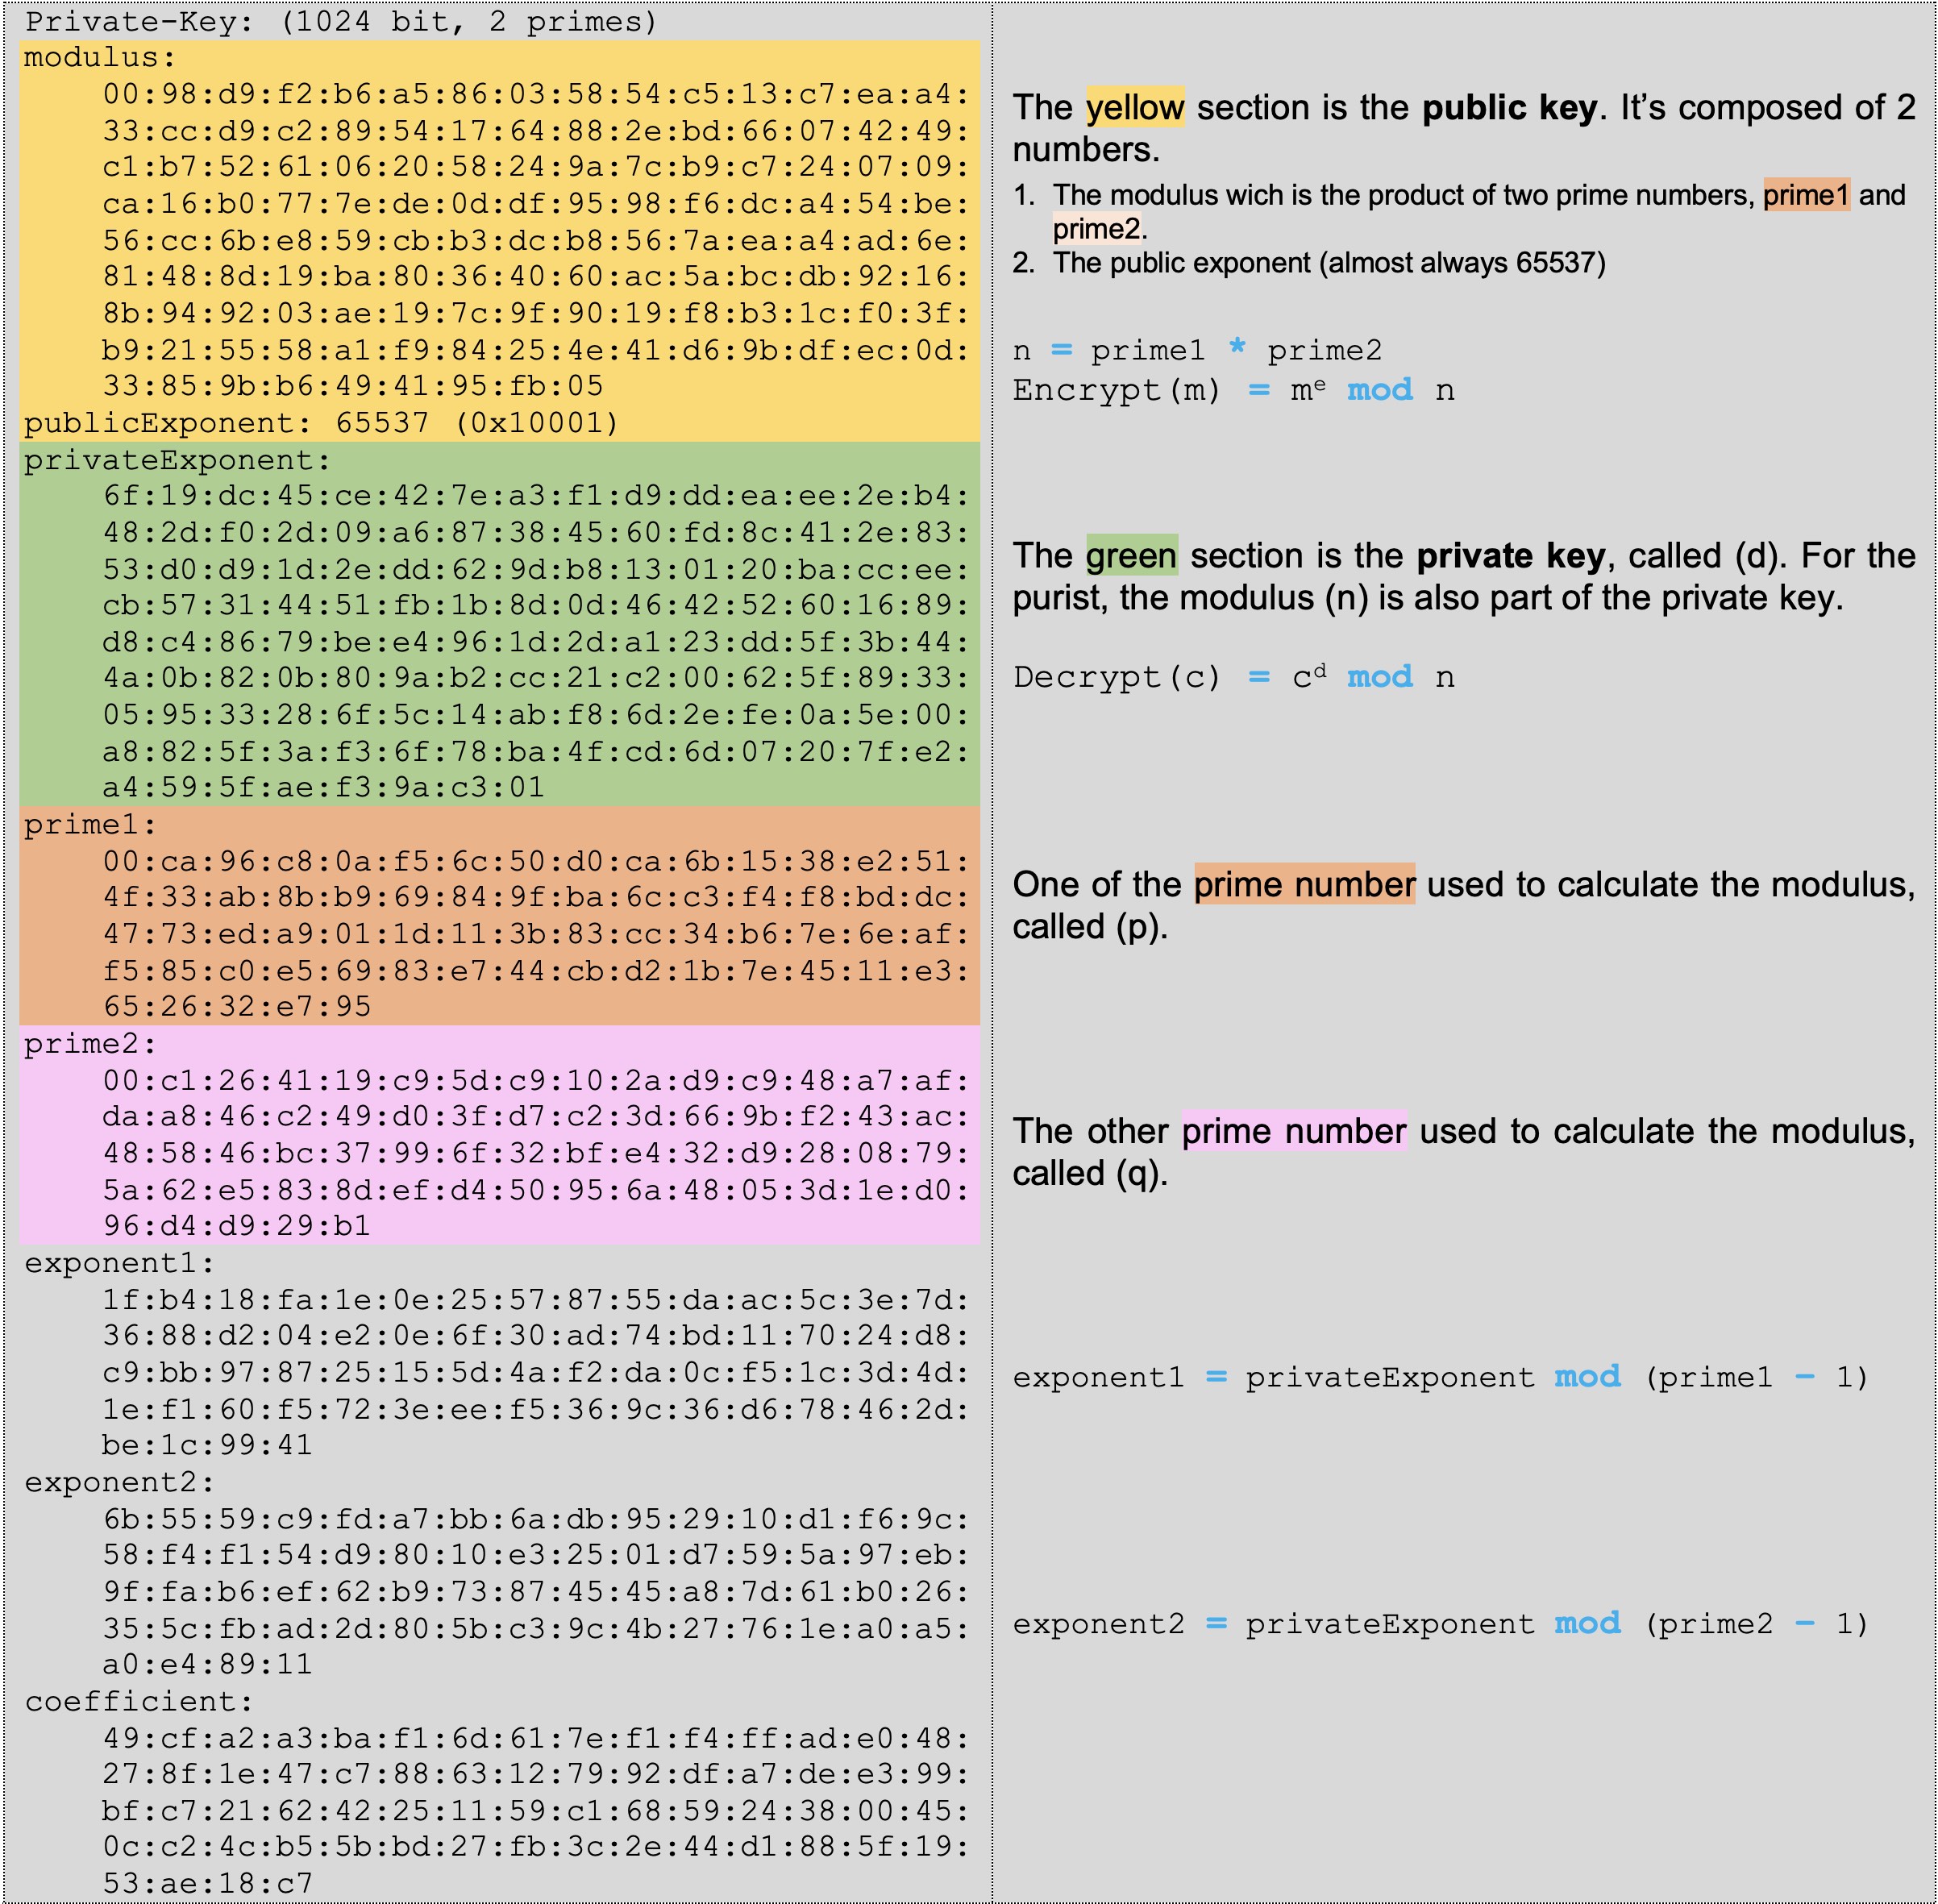 Private-Key: (1024 bit, 2 primes)
modulus:
00:98:d9:f2:b6:a5:86:03:58:54:c5:13:c7:ea:a4:
33:cc:d9:c2:89:54:17:64:88:2e:bd:66:07:42:49:
c1:b7:52:61:06:20:58:24:9a:7c:b9:c7:24:07:09:
ca:16:b0:77:7e:de:0d:df:95:98:f6:dc:a4:54:be:
56:cc:6b:e8:59:cb:b3:dc:b8:56:7a:ea:a4:ad:6e:
81:48:8d:19:ba:80:36:40:60:ac:5a:bc:db:92:16:
8b:94:92:03:ae:19:7c:9f:90:19:f8:b3:1c:f0:3f:
b9:21:55:58:a1:f9:84:25:4e:41:d6:9b:df:ec:0d:
33:85:9b:b6:49:41:95:fb:05
publicExponent: 65537 (0x10001)
privateExponent:
6f:19:dc:45:ce:42:7e:a3:f1:d9:dd:ea:ee:2e:b4:
48:2d:f0:2d:09:a6:87:38:45:60:fd:8c:41:2e:83:
53:d0:d9:1d:2e:dd:62:9d:b8:13:01:20:ba:cc:ee:
cb:57:31:44:51:fb:1b:8d:0d:46:42:52:60:16:89:
d8:c4:86:79:be:e4:96:1d:2d:a1:23:dd:5f:3b:44:
4a:0b:82:0b:80:9a:b2:cc:21:c2:00:62:5f:89:33:
05:95:33:28:6f:5c:14:ab:f8:6d:2e:fe:0a:5e:00:
a8:82:5f:3a:f3:6f:78:ba:4f:cd:6d:07:20:7f:e2:
a4:59:5f:ae:f3:9a:c3:01
prime1:
00:ca:96:c8:0a:f5:6c:50:d0:ca:6b:15:38:e2:51:
4f:33:ab:8b:b9:69:84:9f:ba:6c:c3:f4:f8:bd:dc:
47:73:ed:a9:01:1d:11:3b:83:cc:34:b6:7e:6e:af:
f5:85:c0:e5:69:83:e7:44:cb:d2:1b:7e:45:11:e3:
65:26:32:e7:95
prime2:
00:c1:26:41:19:c9:5d:c9:10:2a:d9:c9:48:a7:af:
da:a8:46:c2:49:d0:3f:d7:c2:3d:66:9b:f2:43:ac:
48:58:46:bc:37:99:6f:32:bf:e4:32:d9:28:08:79:
5a:62:e5:83:8d:ef:d4:50:95:6a:48:05:3d:1e:d0:
96:d4:d9:29:b1
exponent1:
1f:b4:18:fa:1e:0e:25:57:87:55:da:ac:5c:3e:7d:
36:88:d2:04:e2:0e:6f:30:ad:74:bd:11:70:24:d8:
c9:bb:97:87:25:15:5d:4a:f2:da:0c:f5:1c:3d:4d:
1e:f1:60:f5:72:3e:ee:f5:36:9c:36:d6:78:46:2d:
be:1c:99:41
exponent2:
6b:55:59:c9:fd:a7:bb:6a:db:95:29:10:d1:f6:9c:
58:f4:f1:54:d9:80:10:e3:25:01:d7:59:5a:97:eb:
9f:fa:b6:ef:62:b9:73:87:45:45:a8:7d:61:b0:26:
35:5c:fb:ad:2d:80:5b:c3:9c:4b:27:76:1e:a0:a5:
a0:e4:89:11
coefficient:
49:cf:a2:a3:ba:f1:6d:61:7e:f1:f4:ff:ad:e0:48:
27:8f:1e:47:c7:88:63:12:79:92:df:a7:de:e3:99:
bf:c7:21:62:42:25:11:59:c1:68:59:24:38:00:45:
0c:c2:4c:b5:5b:bd:27:fb:3c:2e:44:d1:88:5f:19:
53:ae:18:c7
The yellow section is the public key. It’s composed of 2
numbers.
1. The modulus wich is the product of two prime numbers, prime1 and
prime2.
2. The public exponent (almost always 65537)
n = prime1 * prime2
Encrypt(m) = mᵉ mod n
The green section is the private key, called (d). For the
purist, the modulus (n) is also part of the private key.
Decrypt(c) = cᵈ mod n
One of the prime number used to calculate the modulus,
called (p).
The other prime number used to calculate the modulus,
called (q).
exponent1 = privateExponent mod (prime1 − 1)
exponent2 = privateExponent mod (prime2 − 1)